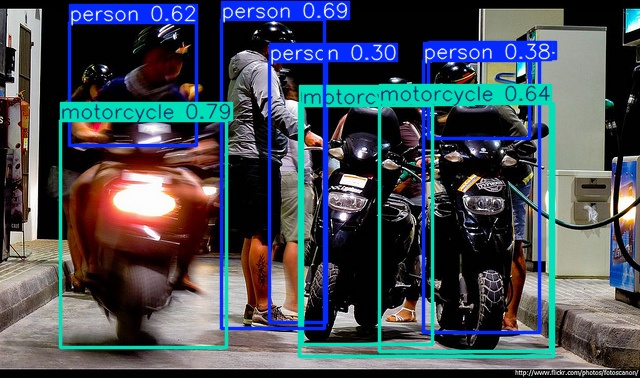 person 0.62
person 0.69
person 0.30
person 0.38
motorcycle 0.79
motorc
motorcycle 0.64
http://www.flickr.com/photos/fotoscanon/